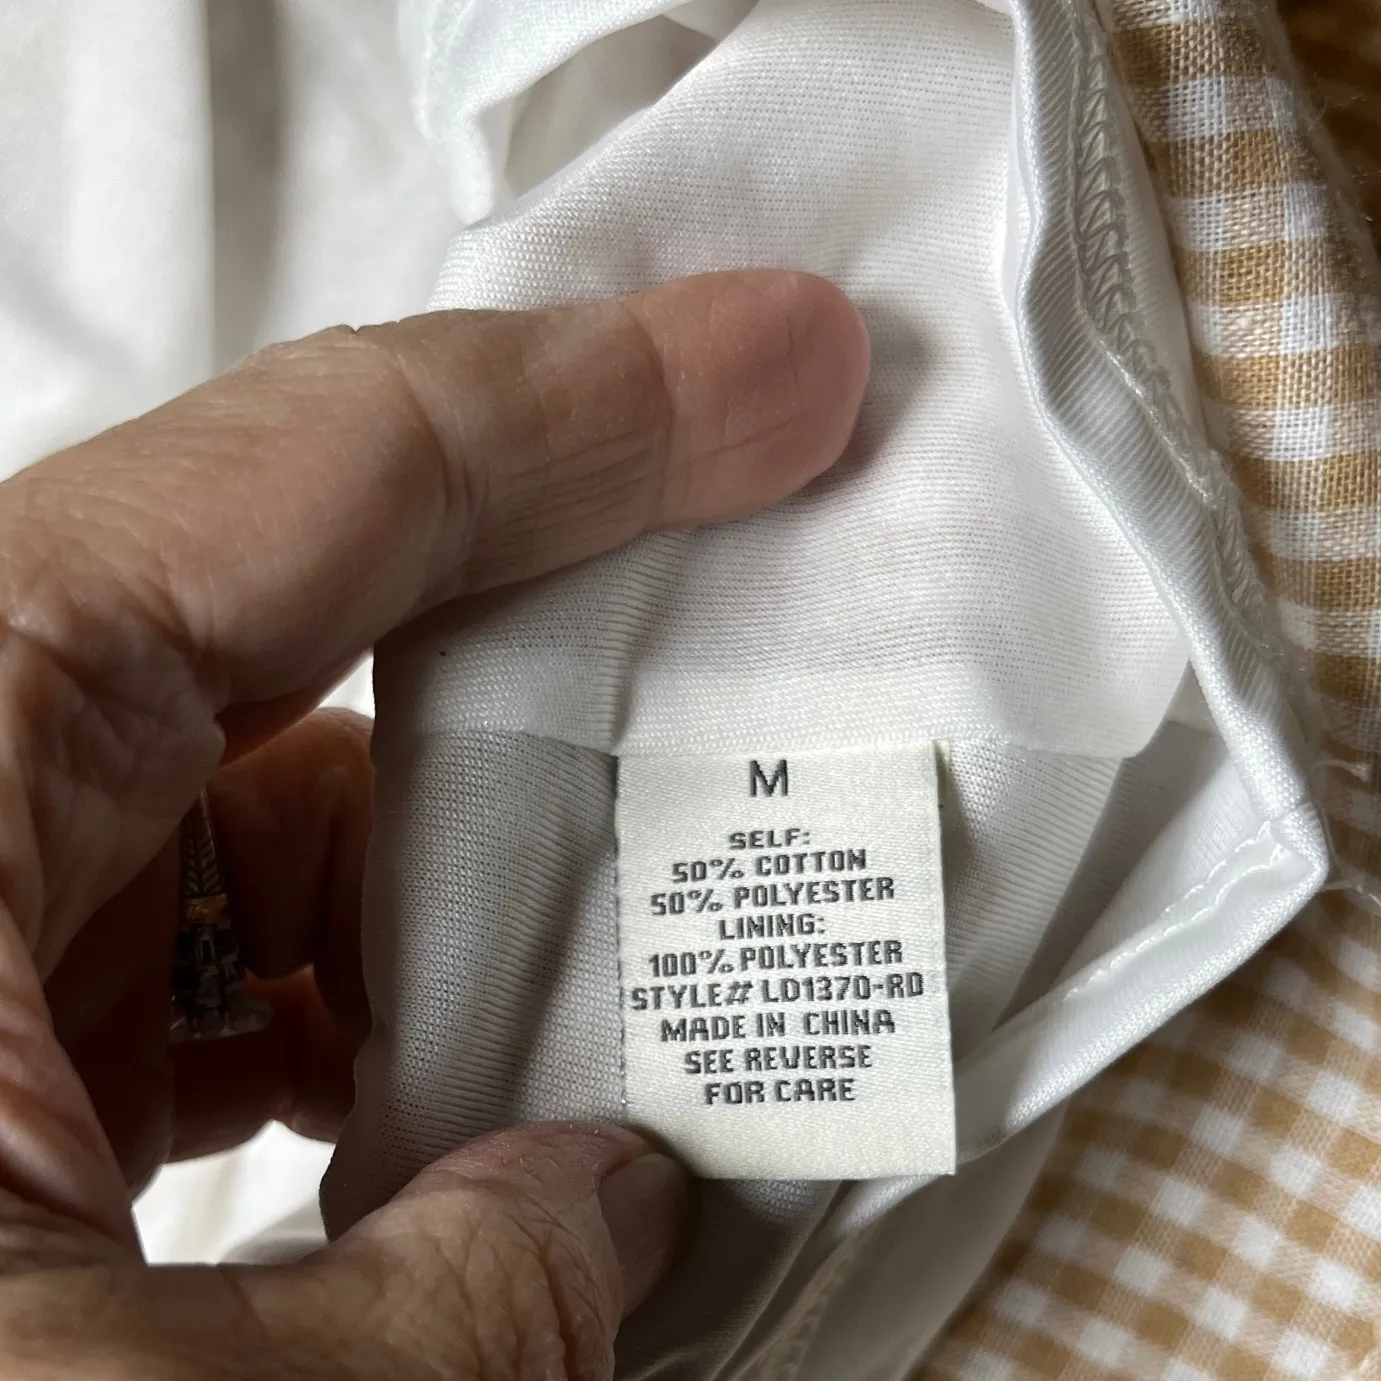 M
SELF:
50% COTTON
50% POLYESTER
LINING:
100% POLYESTER
STYLE# LD1370-RD
MADE IN CHINA
SEE REVERSE
FOR CARE